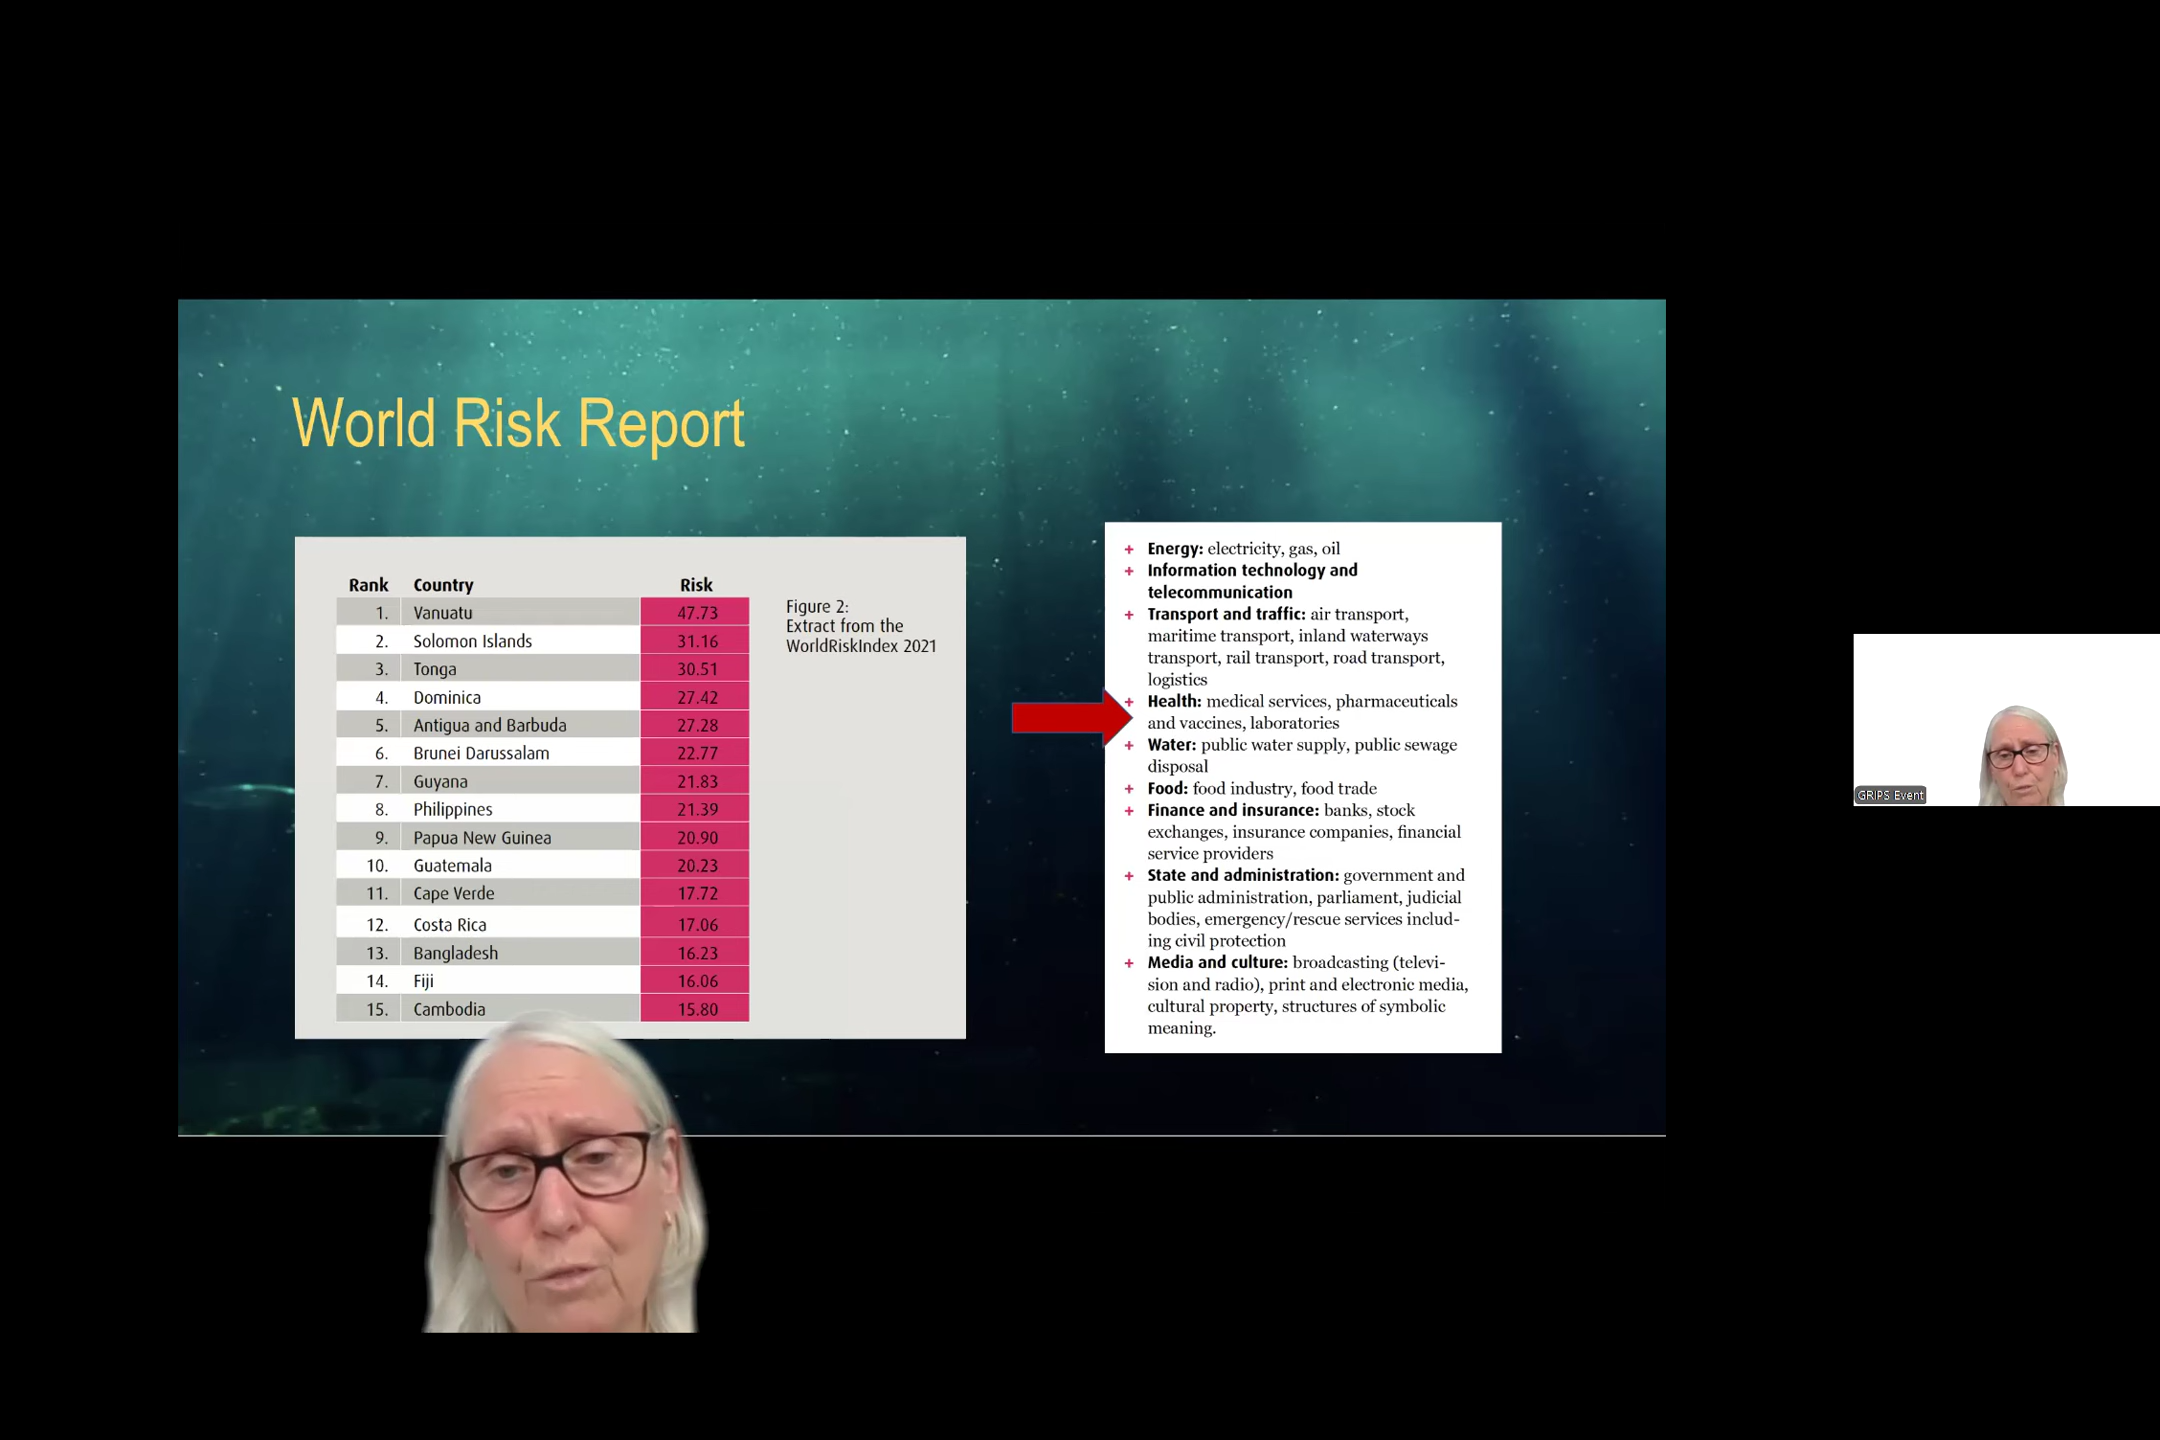 World Risk Report
Rank Country Risk
1. Vanuatu 47.73
2. Solomon Islands 31.16
3. Tonga 30.51
4. Dominica 27.42
5. Antigua and Barbuda 27.28
6. Brunei Darussalam 22.77
7. Guyana 21.83
8. Philippines 21.39
9. Papua New Guinea 20.90
10. Guatemala 20.23
11. Cape Verde 17.72
12. Costa Rica 17.06
13. Bangladesh 16.23
14. Fiji 16.06
15. Cambodia 15.80
Figure 2:
Extract from the
WorldRiskIndex 2021
+ Energy: electricity, gas, oil
+ Information technology and
telecommunication
+ Transport and traffic: air transport,
maritime transport, inland waterways
transport, rail transport, road transport,
logistics
+ Health: medical services, pharmaceuticals
and vaccines, laboratories
+ Water: public water supply, public sewage
disposal
+ Food: food industry, food trade
+ Finance and insurance: banks, stock
exchanges, insurance companies, financial
service providers
+ State and administration: government and
public administration, parliament, judicial
bodies, emergency/rescue services includ-
ing civil protection
+ Media and culture: broadcasting (televi-
sion and radio), print and electronic media,
cultural property, structures of symbolic
meaning.
GRIPS Event